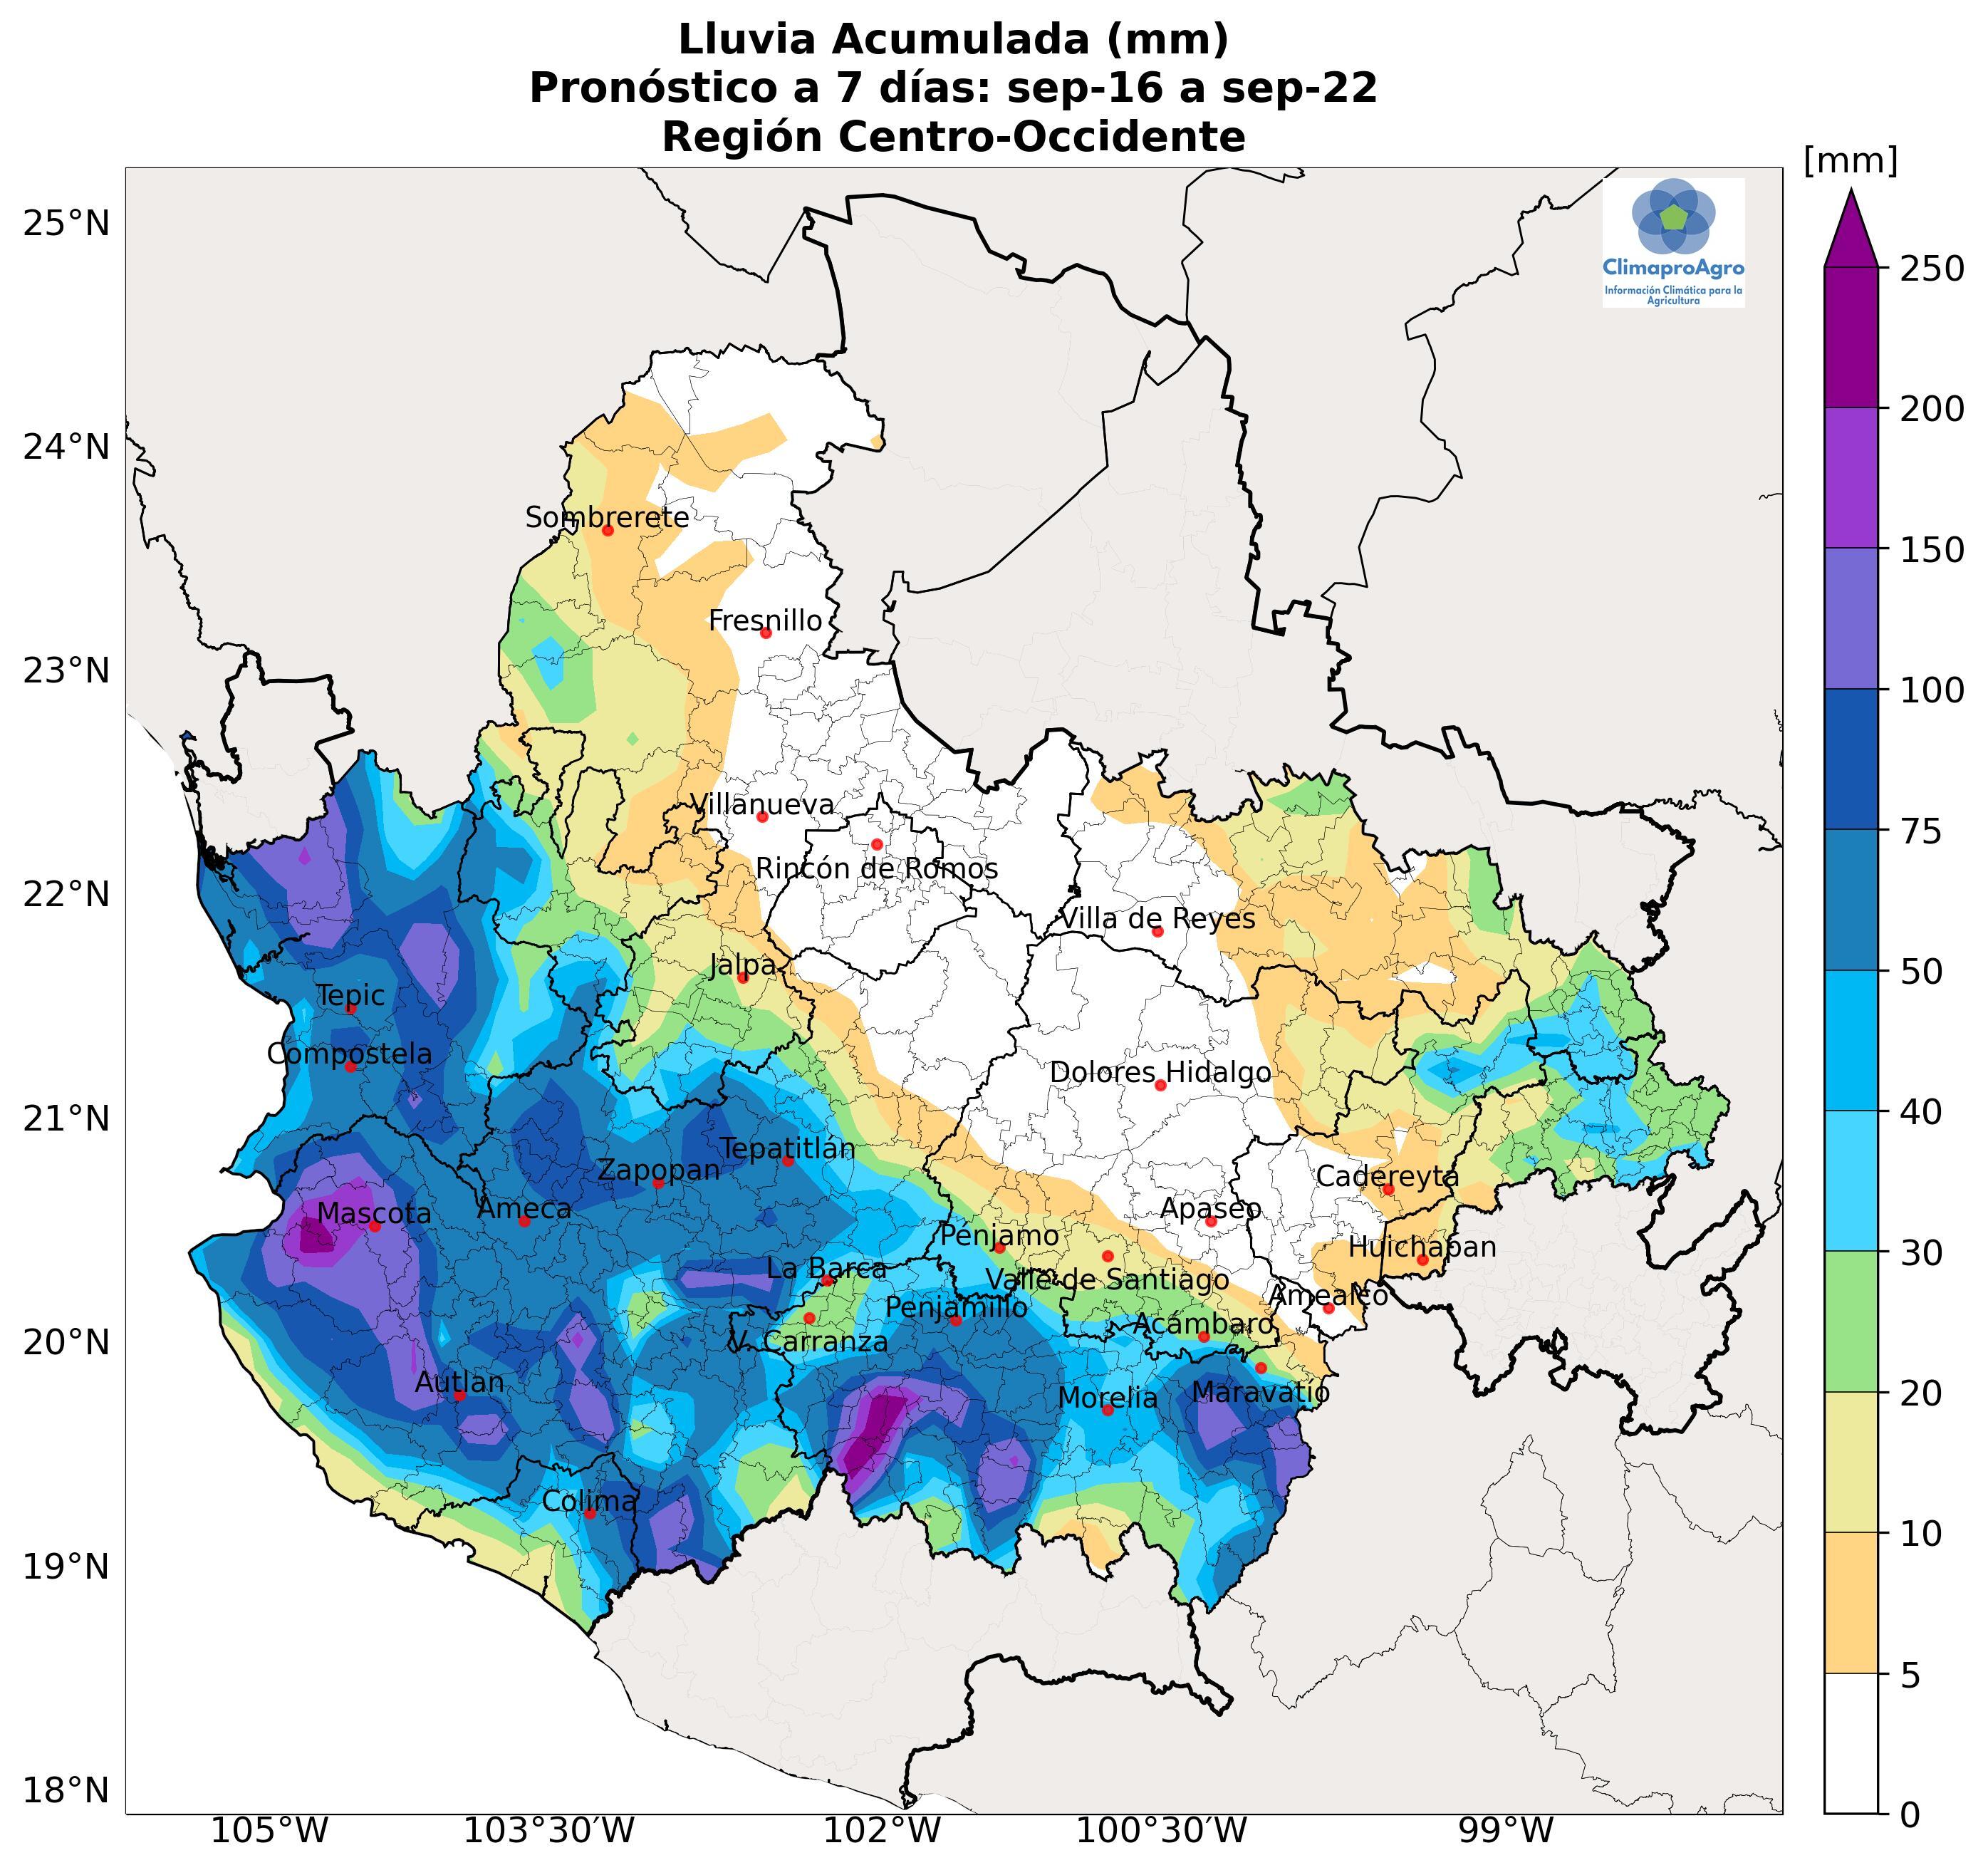 Lluvia Acumulada (mm)
Pronóstico a 7 días: sep-16 a sep-22
Región Centro-Occidente
[mm]
25°N
24°N
23°N
22°N
21°N
20°N
19°N
18°N
105°W
103°30'W
102°W
100°30'W
99°W
ClimaproAgro
Información Climática para la
Agricultura
250
200
150
100
75
50
40
30
20
10
5
0
Sombrerete
Fresnillo
Villanueva
Rincón de Romos
Villa de Reyes
Jalpa
Tepic
Compostela
Dolores Hidalgo
Tepatitlán
Zapopan
Cadereyta
Mascota
Ameca
Apaseo
Pénjamo
Huichapan
La Barca
Valle de Santiago
Amealco
Penjamillo
Acámbaro
V. Carranza
Autlan
Morelia
Maravatío
Colima